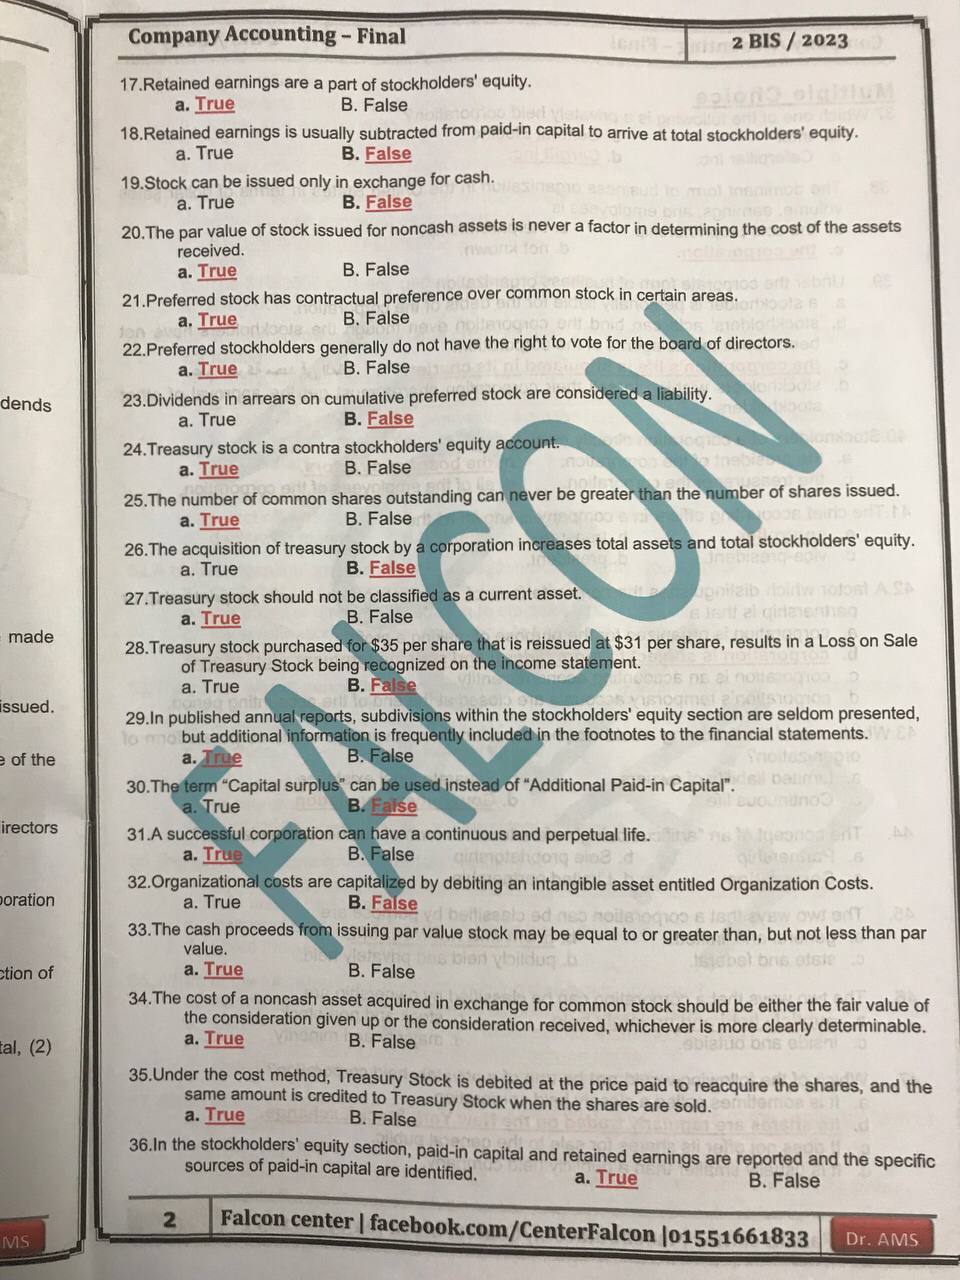 Company Accounting – Final
2 BIS / 2023
17.Retained earnings are a part of stockholders' equity.
a. True B. False
18.Retained earnings is usually subtracted from paid-in capital to arrive at total stockholders' equity.
a. True B. False
19.Stock can be issued only in exchange for cash.
a. True B. False
20.The par value of stock issued for noncash assets is never a factor in determining the cost of the assets
received.
a. True B. False
21.Preferred stock has contractual preference over common stock in certain areas.
a. True B. False
22.Preferred stockholders generally do not have the right to vote for the board of directors.
a. True B. False
23.Dividends in arrears on cumulative preferred stock are considered a liability.
a. True B. False
24.Treasury stock is a contra stockholders' equity account.
a. True B. False
25.The number of common shares outstanding can never be greater than the number of shares issued.
a. True B. False
26.The acquisition of treasury stock by a corporation increases total assets and total stockholders' equity.
a. True B. False
27.Treasury stock should not be classified as a current asset.
a. True B. False
28.Treasury stock purchased for $35 per share that is reissued at $31 per share, results in a Loss on Sale
of Treasury Stock being recognized on the income statement.
a. True B. False
29.In published annual reports, subdivisions within the stockholders' equity section are seldom presented,
but additional information is frequently included in the footnotes to the financial statements.
a. True B. False
30.The term “Capital surplus” can be used instead of “Additional Paid-in Capital”.
a. True B. False
31.A successful corporation can have a continuous and perpetual life.
a. True B. False
32.Organizational costs are capitalized by debiting an intangible asset entitled Organization Costs.
a. True B. False
33.The cash proceeds from issuing par value stock may be equal to or greater than, but not less than par
value.
a. True B. False
34.The cost of a noncash asset acquired in exchange for common stock should be either the fair value of
the consideration given up or the consideration received, whichever is more clearly determinable.
a. True B. False
35.Under the cost method, Treasury Stock is debited at the price paid to reacquire the shares, and the
same amount is credited to Treasury Stock when the shares are sold.
a. True B. False
36.In the stockholders' equity section, paid-in capital and retained earnings are reported and the specific
sources of paid-in capital are identified. a. True B. False
2 Falcon center | facebook.com/CenterFalcon |01551661833 Dr. AMS
FALCON
dends
made
issued.
of the
irectors
oration
ction of
tal, (2)
MS